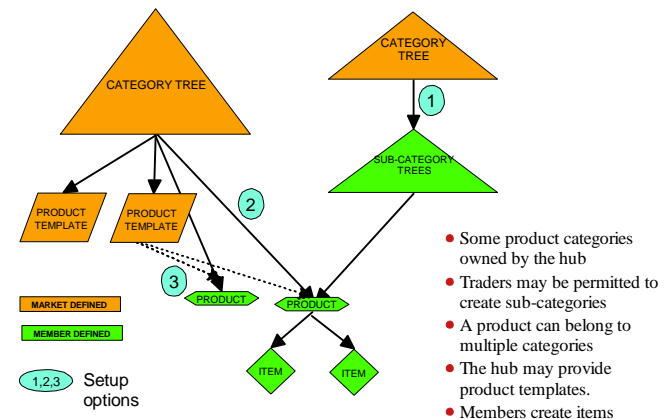 CATEGORY TREE
CATEGORY
TREE
1
SUB-CATEGORY
TREES
PRODUCT
TEMPLATE
PRODUCT
TEMPLATE
2
3
PRODUCT
PRODUCT
ITEM
ITEM
MARKET DEFINED
MEMBER DEFINED
1,2,3 Setup
options
• Some product categories
owned by the hub
• Traders may be permitted to
create sub-categories
• A product can belong to
multiple categories
• The hub may provide
product templates.
• Members create items